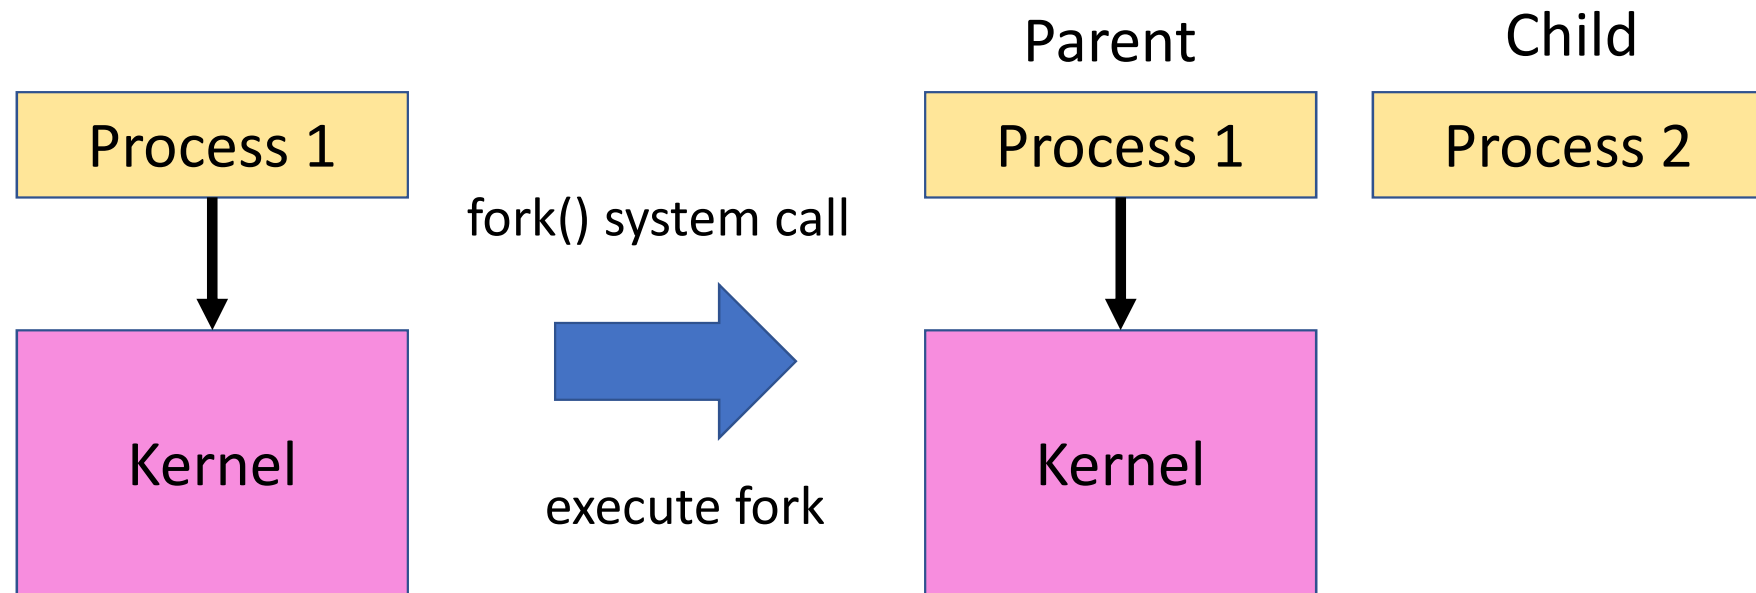 Process 1
Kernel
fork() system call
execute fork
Parent
Child
Process 1
Process 2
Kernel